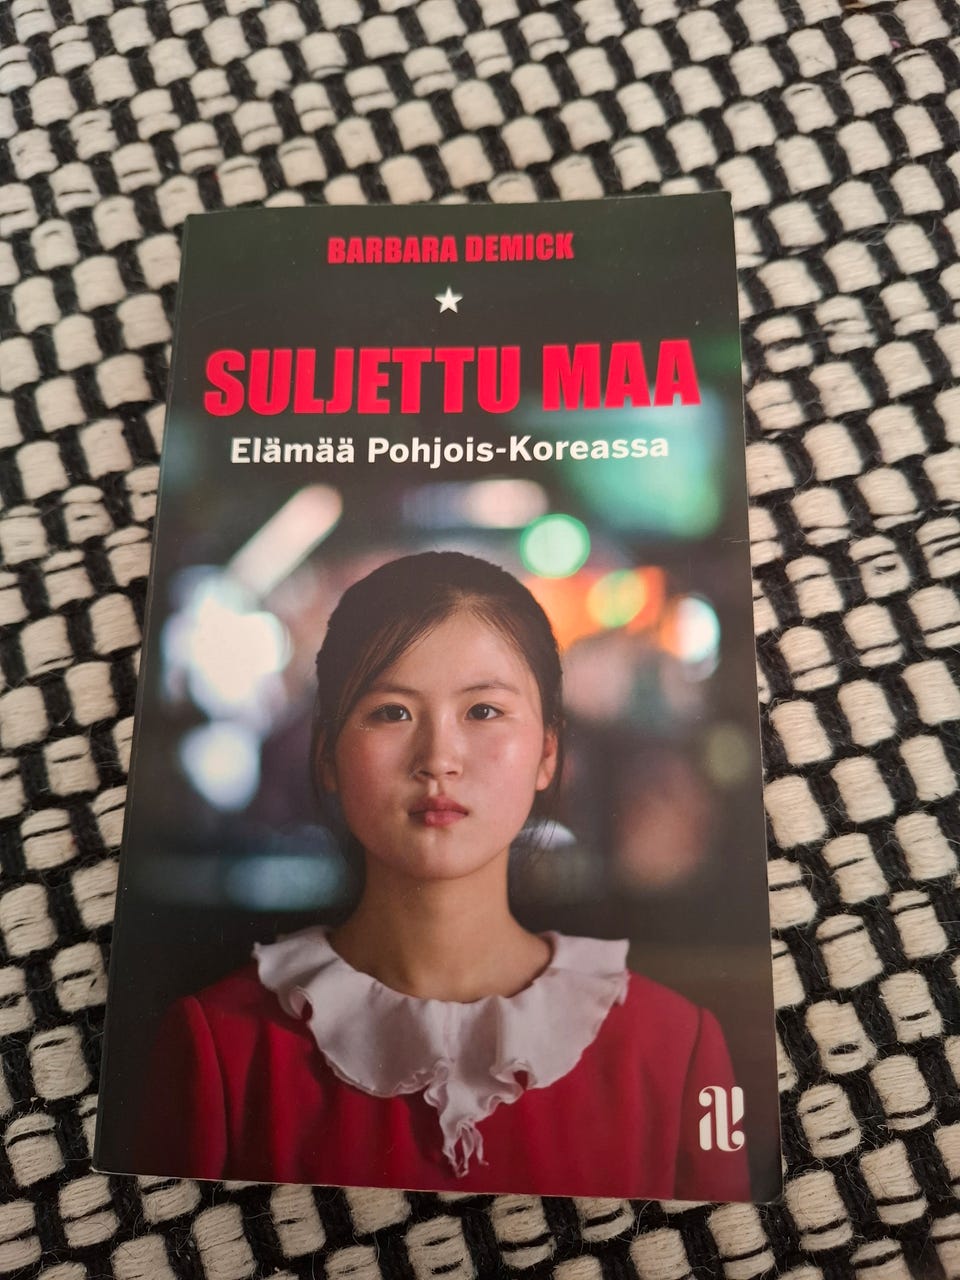 BARBARA DEMICK
SULJETTU MAA
Elämää Pohjois-Koreassa